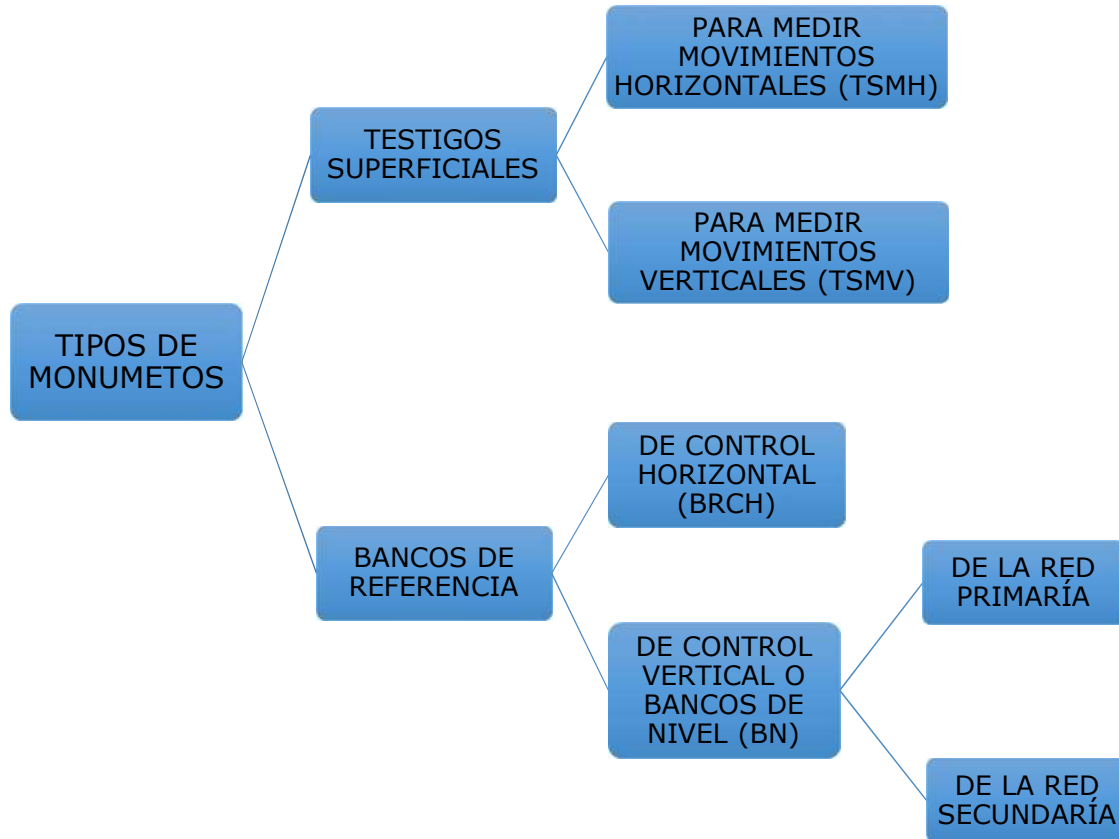 TIPOS DE
MONUMETOS
TESTIGOS
SUPERFICIALES
PARA MEDIR
MOVIMIENTOS
HORIZONTALES (TSMH)
PARA MEDIR
MOVIMIENTOS
VERTICALES (TSMV)
BANCOS DE
REFERENCIA
DE CONTROL
HORIZONTAL
(BRCH)
DE CONTROL
VERTICAL O
BANCOS DE
NIVEL (BN)
DE LA RED
PRIMARÍA
DE LA RED
SECUNDARÍA